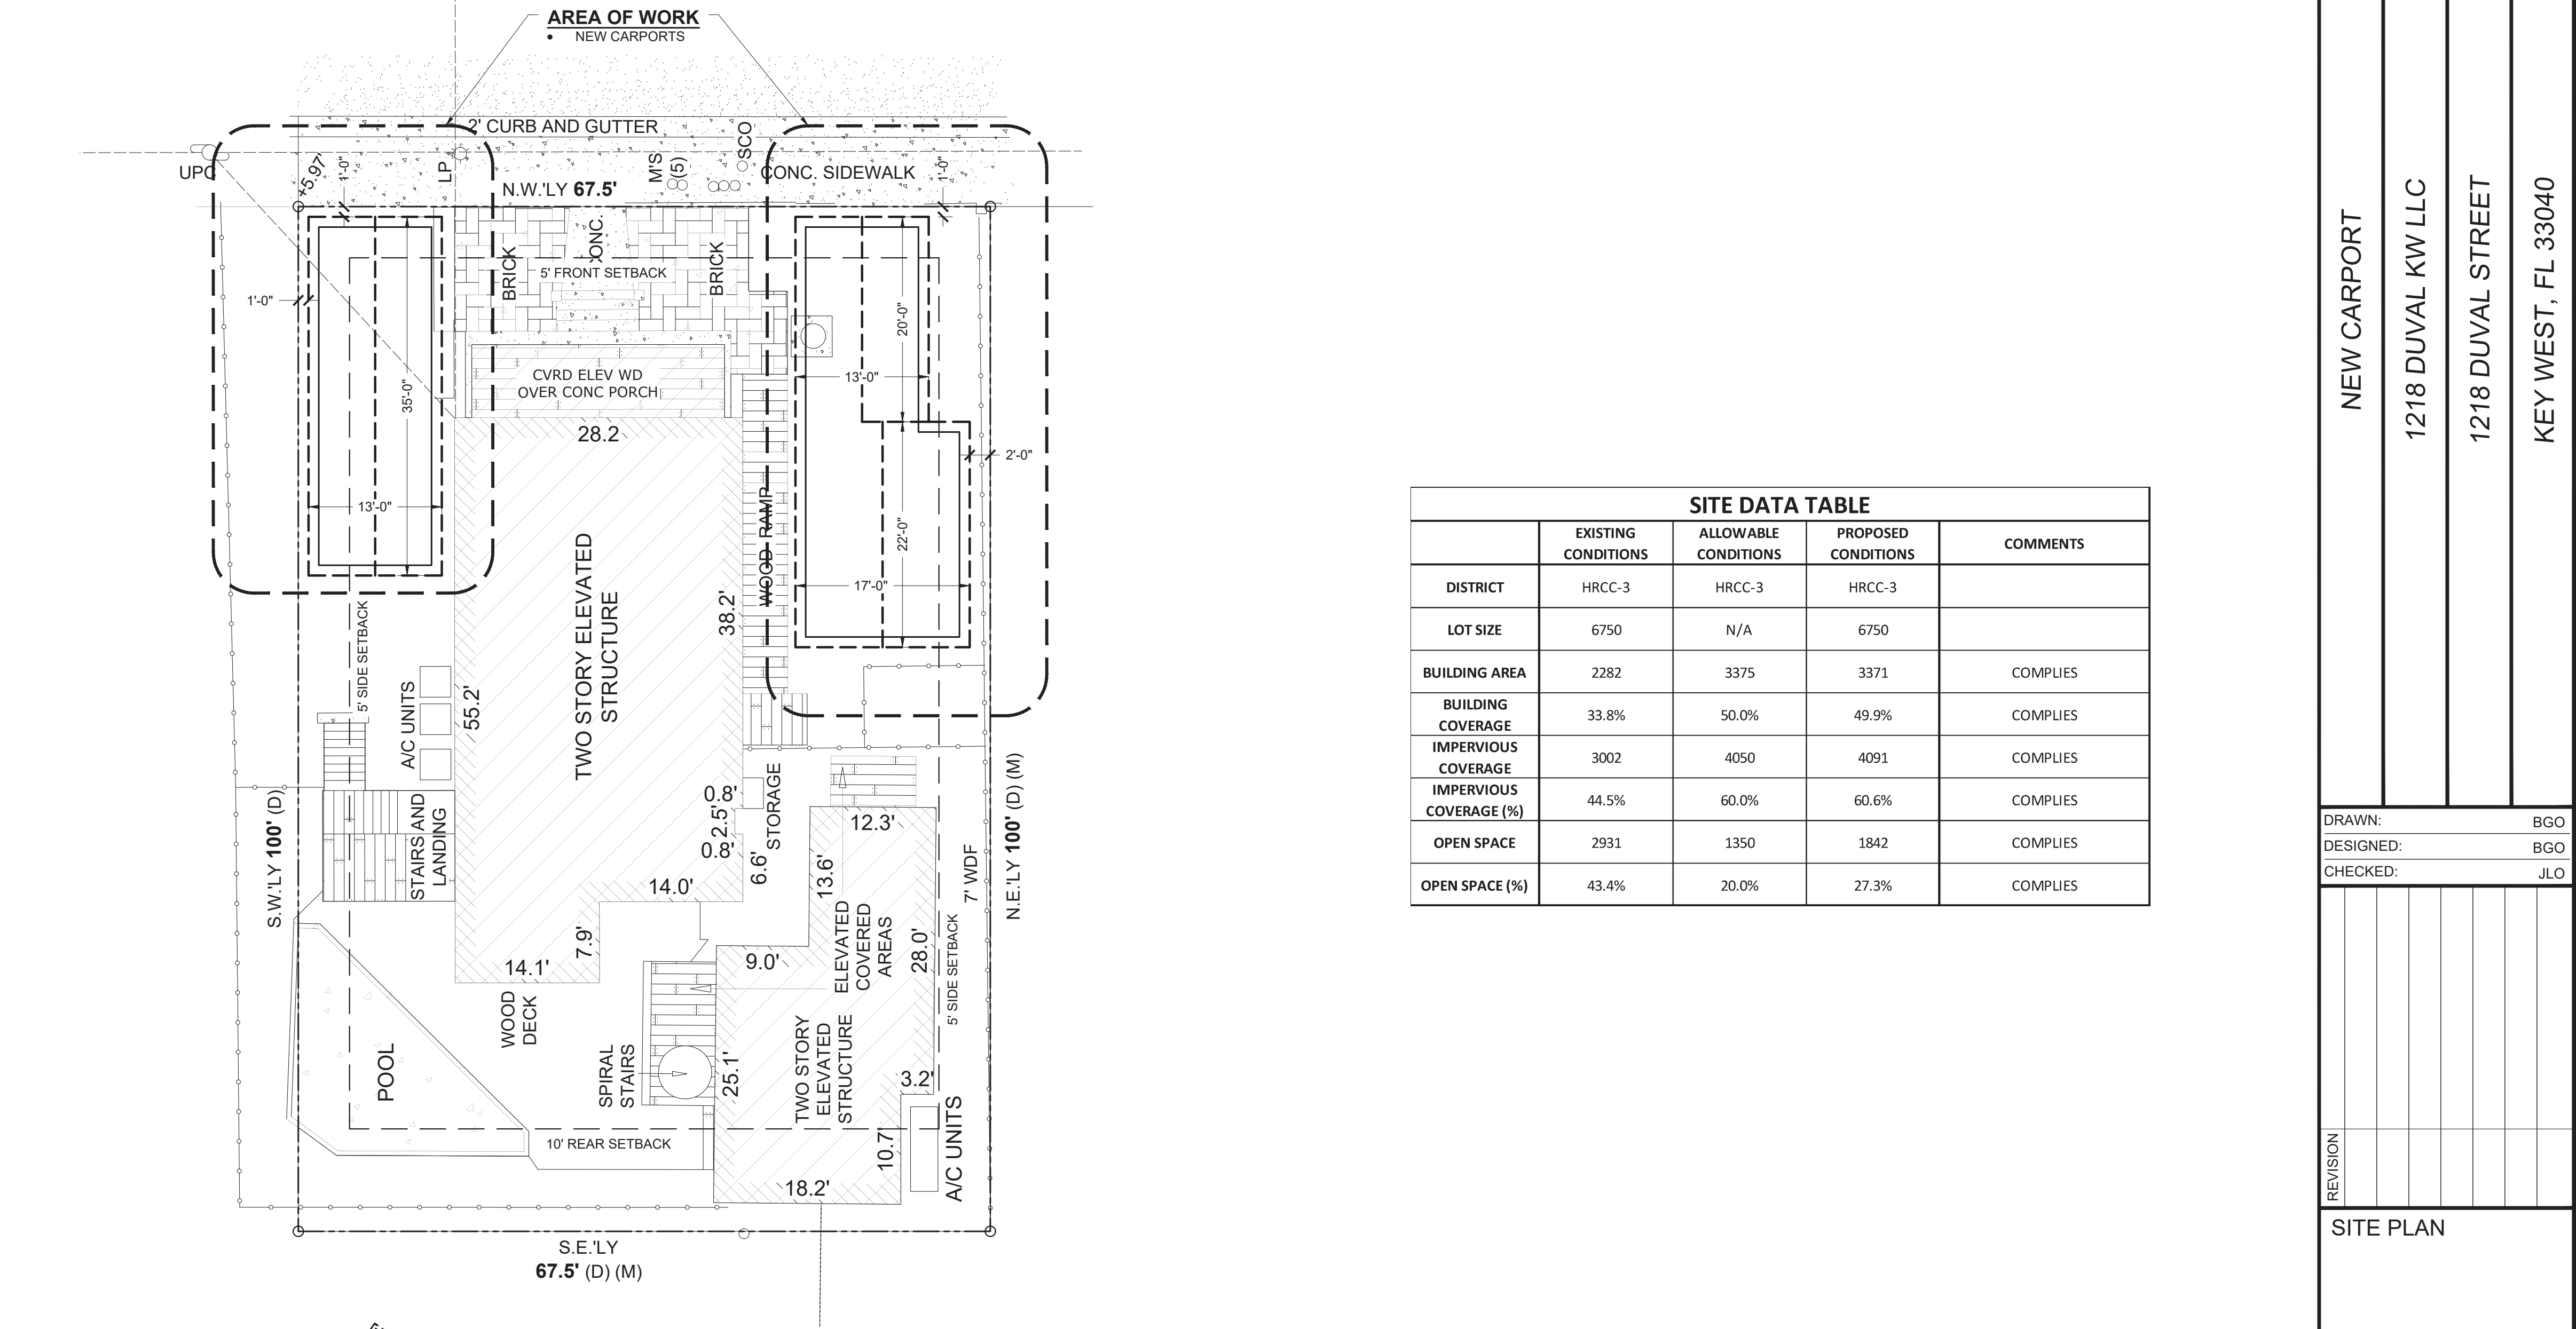 AREA OF WORK
• NEW CARPORTS
2' CURB AND GUTTER
UPC
+5.97'
1'-0"
LP
N.W.'LY 67.5'
M'S
(5)
SCO
CONC. SIDEWALK
1'-0"
1'-0"
BRICK
CONC.
BRICK
5' FRONT SETBACK
20'-0"
13'-0"
CVRD ELEV WD
OVER CONC PORCH
35'-0"
28.2
2'-0"
13'-0"
WOOD RAMP
22'-0"
17'-0"
TWO STORY ELEVATED
STRUCTURE
38.2'
5' SIDE SETBACK
A/C UNITS
55.2'
S.W.'LY 100' (D)
STAIRS AND
LANDING
0.8'
2.5'
0.8'
STORAGE
6.6'
12.3'
13.6'
14.0'
7.9'
14.1'
9.0'
ELEVATED
COVERED
AREAS
28.0'
7' WDF
N.E.'LY 100' (D) (M)
5' SIDE SETBACK
WOOD
DECK
POOL
SPIRAL
STAIRS
25.1'
TWO STORY
ELEVATED
STRUCTURE
3.2'
10' REAR SETBACK
10.7'
A/C UNITS
18.2'
S.E.'LY
67.5' (D) (M)
SITE DATA TABLE
EXISTING CONDITIONS ALLOWABLE CONDITIONS PROPOSED CONDITIONS COMMENTS
DISTRICT HRCC-3 HRCC-3 HRCC-3
LOT SIZE 6750 N/A 6750
BUILDING AREA 2282 3375 3371 COMPLIES
BUILDING COVERAGE 33.8% 50.0% 49.9% COMPLIES
IMPERVIOUS COVERAGE 3002 4050 4091 COMPLIES
IMPERVIOUS COVERAGE (%) 44.5% 60.0% 60.6% COMPLIES
OPEN SPACE 2931 1350 1842 COMPLIES
OPEN SPACE (%) 43.4% 20.0% 27.3% COMPLIES
NEW CARPORT
1218 DUVAL KW LLC
1218 DUVAL STREET
KEY WEST, FL 33040
DRAWN: BGO
DESIGNED: BGO
CHECKED: JLO
REVISION
SITE PLAN